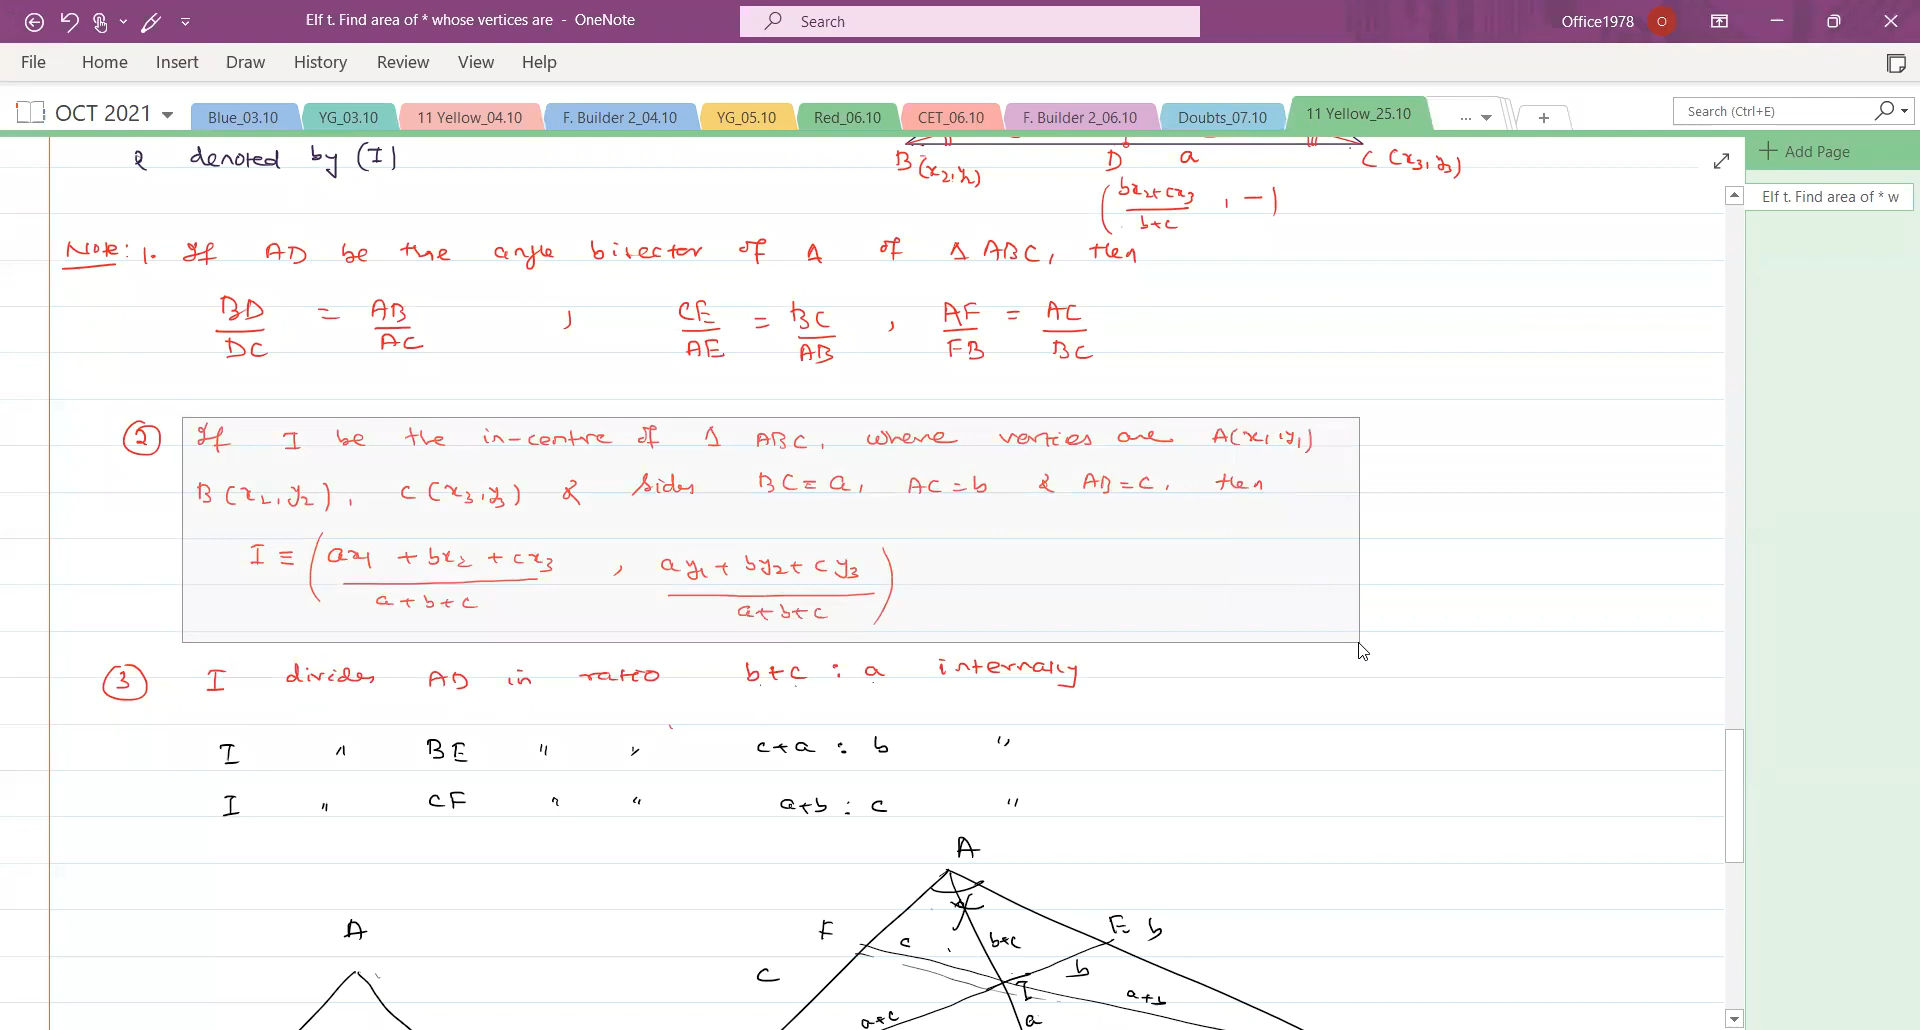 Elf t. Find area of * whose vertices are - OneNote
Search
Office1978
O
File Home Insert Draw History Review View Help
OCT 2021
Blue_03.10 YG_03.10 11 Yellow_04.10 F. Builder 2_04.10 YG_05.10 Red_06.10 CET_06.10 F. Builder 2_06.10 Doubts_07.10 11 Yellow_25.10 ... +
Search (Ctrl+E)
+ Add Page
Elf t. Find area of * w
& denoted by (I)
B (x2, y2) D a C (x3, y3)
(bx2+cx3/b+c , –)
Note: 1. If AD be the angle bisector of A of Δ ABC, then
BD/DC = AB/AC , CE/AE = BC/AB , AF/FB = AC/BC
② If I be the in-centre of Δ ABC, where verties are A(x1, y1)
B(x2, y2), C(x3, y3) & sides BC = a, AC = b & AB = c, then
I ≡ (ax1 + bx2 + cx3/a+b+c , ay1 + by2 + cy3/a+b+c)
③ I divides AD in ratio b+c : a internally
I " BE " " c+a : b "
I " CF " " a+b : c "
A
A
F E b
c b+c
C b
I a+b
a+c a